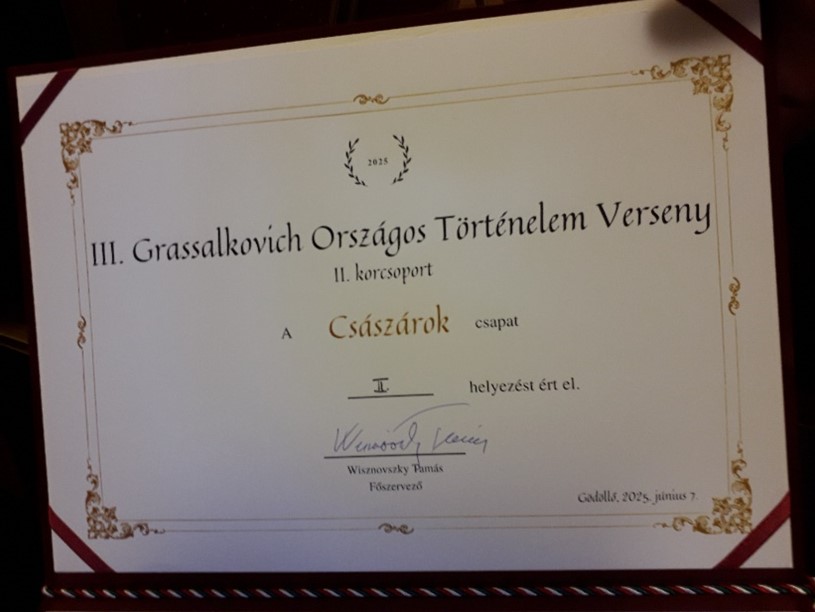 2025
III. Grassalkovich Országos Történelem Verseny
II. korcsoport
A Császárok csapat
II. helyezést ért el.
Wisznovszky Tamás
Főszervező
Gödöllő, 2025. június 7.